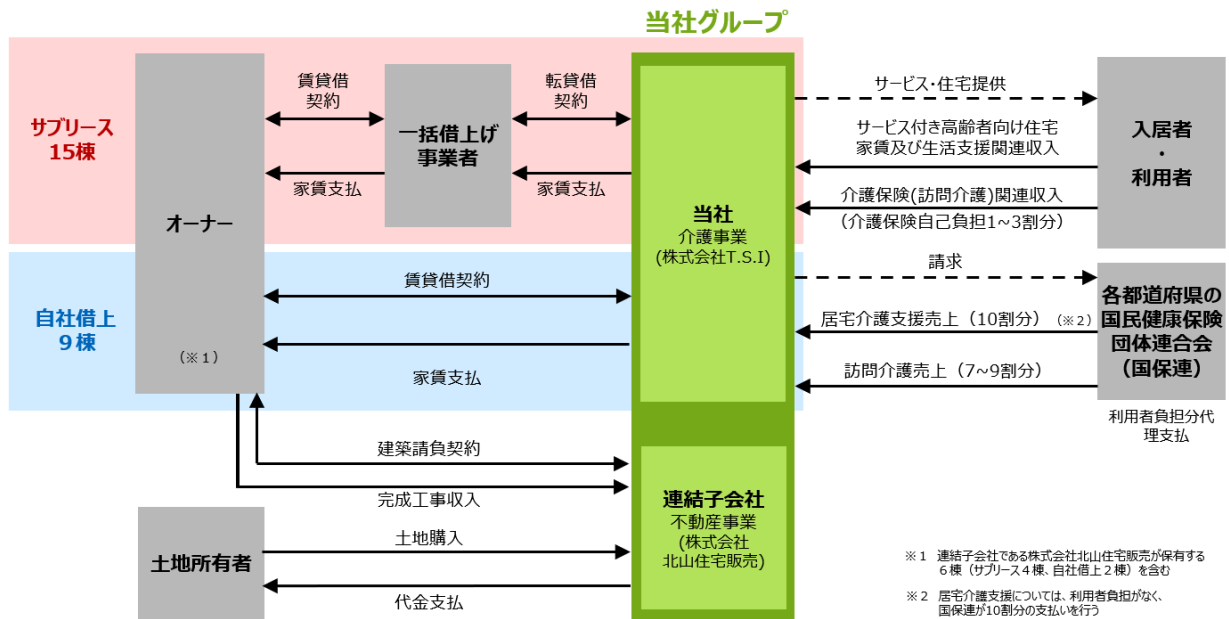 当社グループ
サブリース
15棟
オーナー
(※1)
賃貸借
契約
家賃支払
一括借上げ
事業者
転貸借
契約
家賃支払
当社
介護事業
(株式会社T.S.I)
サービス・住宅提供
サービス付き高齢者向け住宅
家賃及び生活支援関連収入
介護保険(訪問介護)関連収入
(介護保険自己負担1~3割分)
入居者
・
利用者
自社借上
9棟
賃貸借契約
家賃支払
請求
居宅介護支援売上（10割分）（※2）
訪問介護売上（7~9割分）
各都道府県の
国民健康保険
団体連合会
（国保連）
利用者負担分代
理支払
建築請負契約
完成工事収入
連結子会社
不動産事業
(株式会社
北山住宅販売)
土地所有者
土地購入
代金支払
※1 連結子会社である株式会社北山住宅販売が保有する
6棟（サブリース4棟、自社借上2棟）を含む
※2 居宅介護支援については、利用者負担がなく、
国保連が10割分の支払いを行う